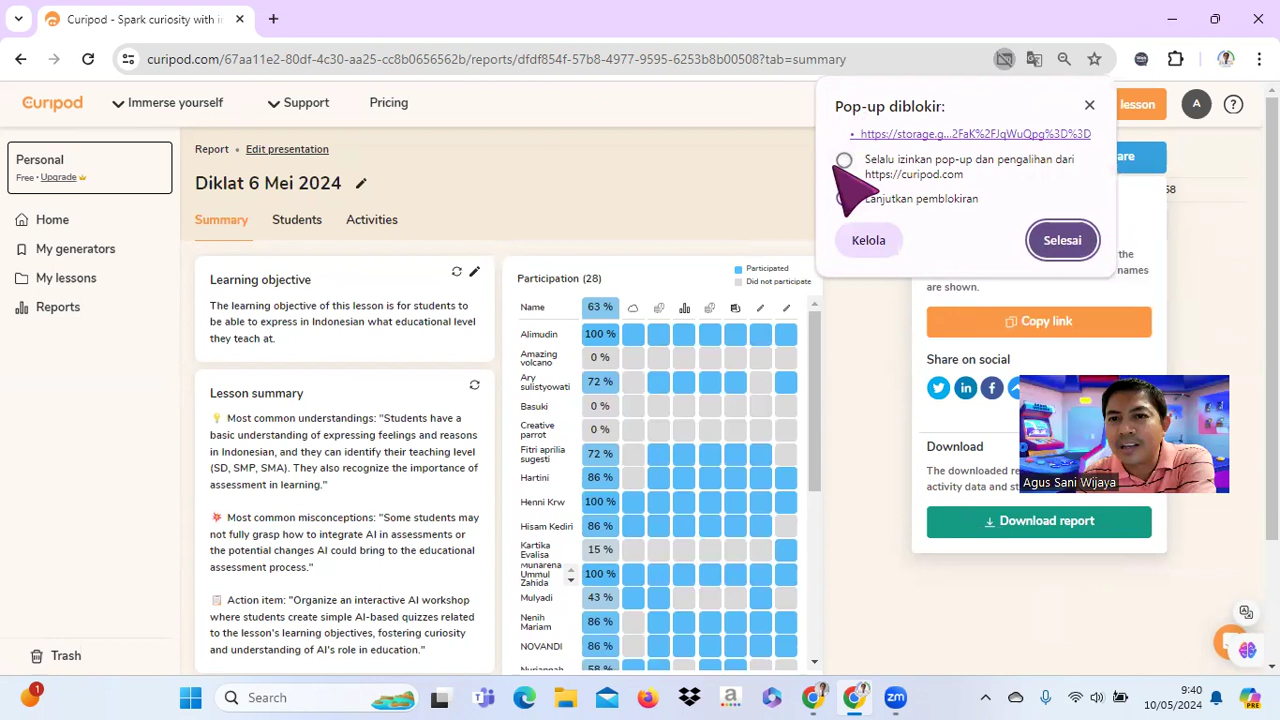 Curipod - Spark curiosity with i
curipod.com/67aa11e2-80df-4c30-aa25-cc8b0656562b/reports/dfdf854f-57b8-4977-9595-6253b8b00508?tab=summary
Curipod
Immerse yourself
Support
Pricing
lesson
A
Personal
Free • Upgrade
Home
My generators
My lessons
Reports
Trash
Report
Edit presentation
Diklat 6 Mei 2024
Summary
Students
Activities
Learning objective
The learning objective of this lesson is for students to
be able to express in Indonesian what educational level
they teach at.
Lesson summary
Most common understandings: "Students have a
basic understanding of expressing feelings and reasons
in Indonesian, and they can identify their teaching level
(SD, SMP, SMA). They also recognize the importance of
assessment in learning."
Most common misconceptions: "Some students may
not fully grasp how to integrate AI in assessments or
the potential changes AI could bring to the educational
assessment process."
Action item: "Organize an interactive AI workshop
where students create simple AI-based quizzes related
to the lesson's learning objectives, fostering curiosity
and understanding of AI's role in education."
Participation (28)
Participated
Did not participate
Name 63 %
Alimudin 100 %
Amazing
volcano 0 %
Ary
sulistyowati 72 %
Basuki 0 %
Creative
parrot 0 %
Fitri aprilia
sugesti 72 %
Hartini 86 %
Henni Krw 100 %
Hisam Kediri 86 %
Kartika
Evalisa 15 %
Munarena
Ummul
Zahida 100 %
Mulyadi 43 %
Nenih
Mariam 86 %
NOVANDI 86 %
58 %
Pop-up diblokir:
• https://storage.g...2FaK%2FJqWuQpg%3D%3D
Selalu izinkan pop-up dan pengalihan dari
https://curipod.com
Lanjutkan pemblokiran
Kelola
Selesai
are
58
the
names
are shown.
Copy link
Share on social
Download
The downloaded re
activity data and st
Download report
Agus Sani Wijaya
1
Search
9:40
10/05/2024
PRE